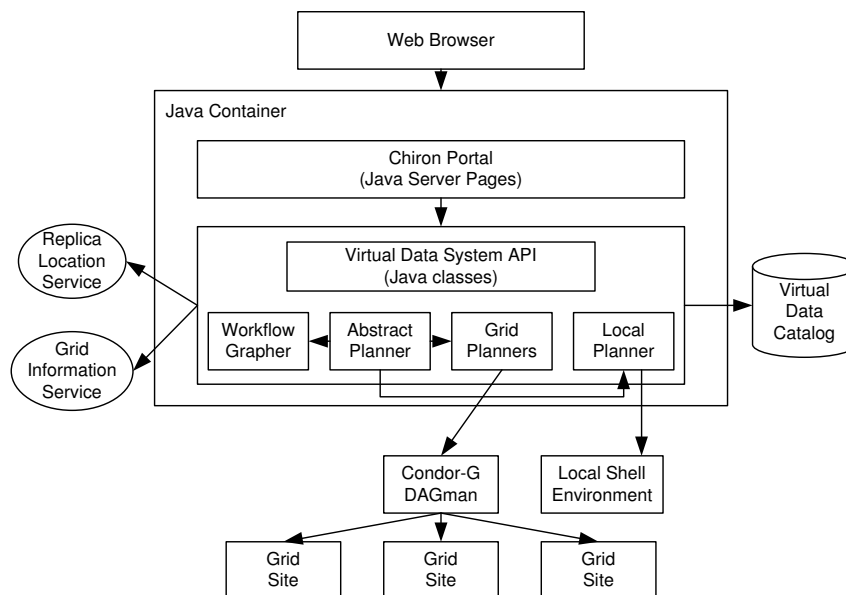 Web Browser
Java Container
Chiron Portal
(Java Server Pages)
Virtual Data System API
(Java classes)
Replica
Location
Service
Grid
Information
Service
Workflow
Grapher
Abstract
Planner
Grid
Planners
Local
Planner
Virtual
Data
Catalog
Condor-G
DAGman
Local Shell
Environment
Grid
Site
Grid
Site
Grid
Site